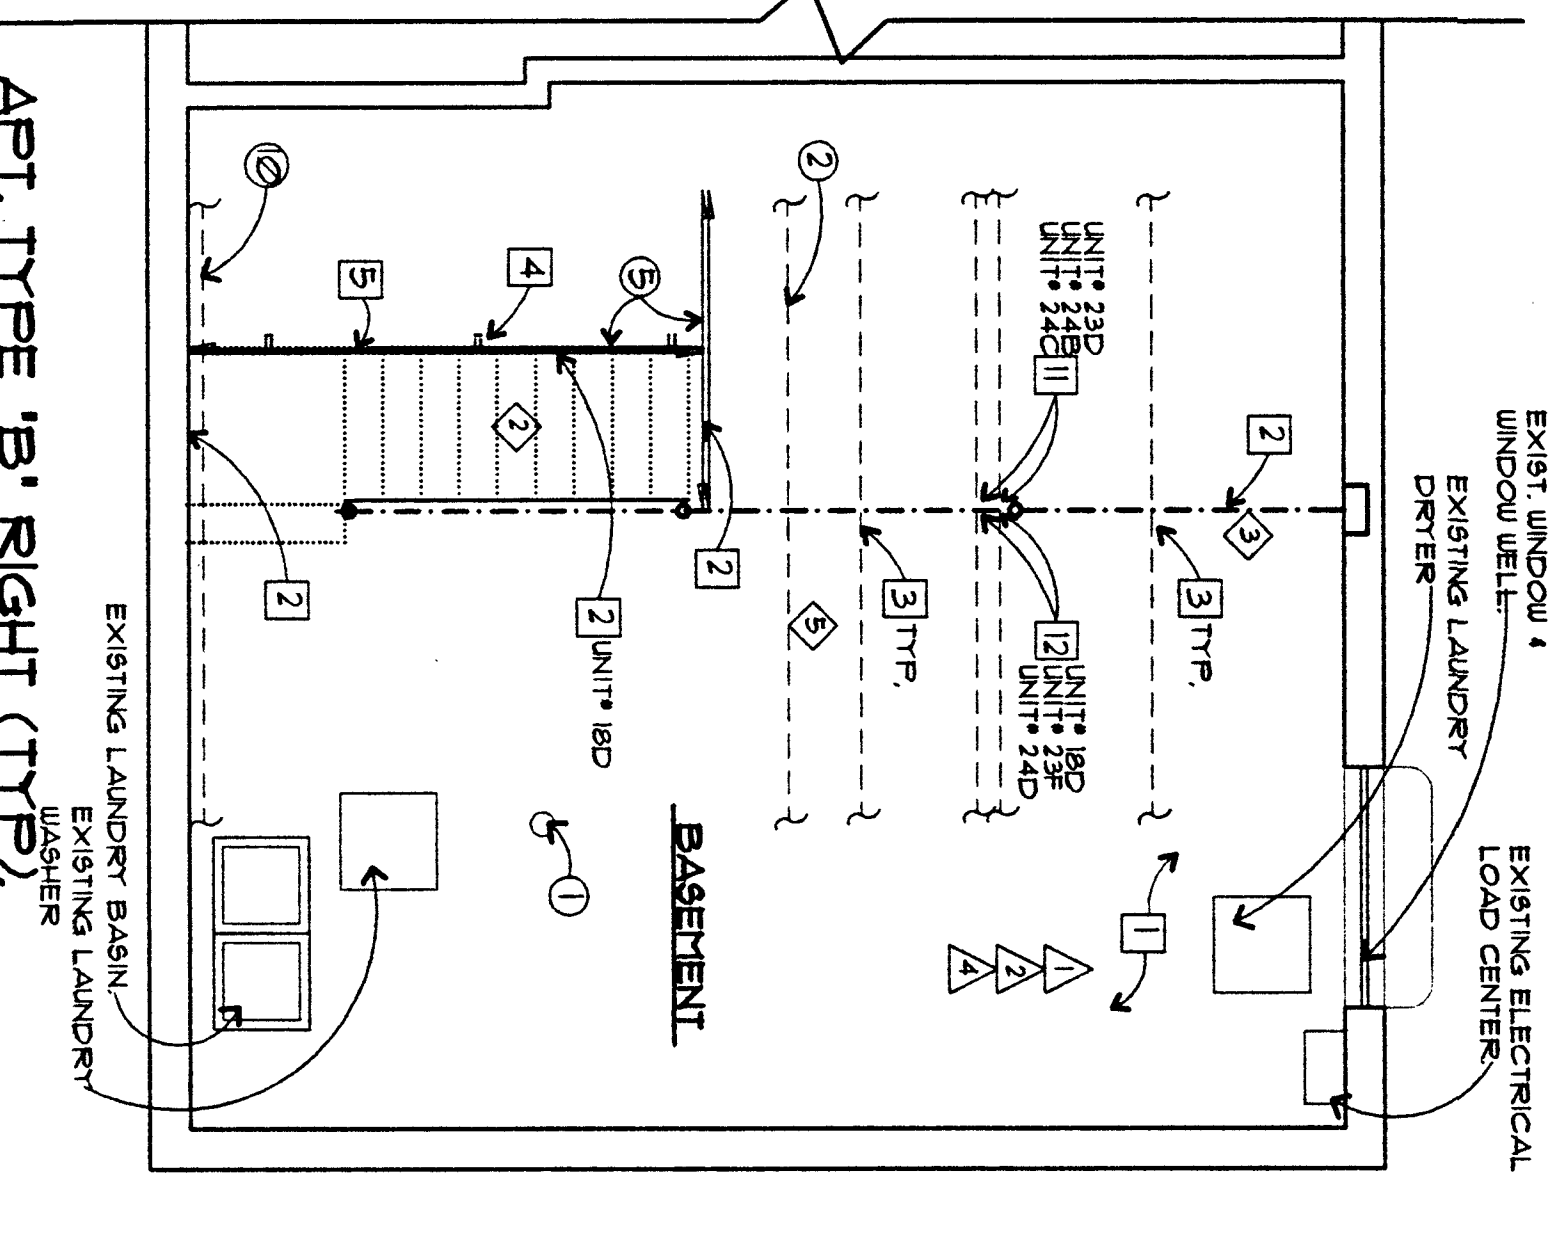 EXIST. WINDOW &
WINDOW WELL.
EXISTING LAUNDRY
DRYER
EXISTING ELECTRICAL
LOAD CENTER.
2
3
3 TYP.
1
UNIT# 23D
UNIT# 24B
UNIT# 24C
11
12
UNIT# 18D
UNIT# 23F
UNIT# 24D
1
2
4
3 TYP.
2
5
2
BASEMENT
5
4
2
2 UNIT# 18D
1
5
10
2
EXISTING LAUNDRY BASIN.
EXISTING LAUNDRY
WASHER
APT. TYPE 'B' RIGHT (TYP).